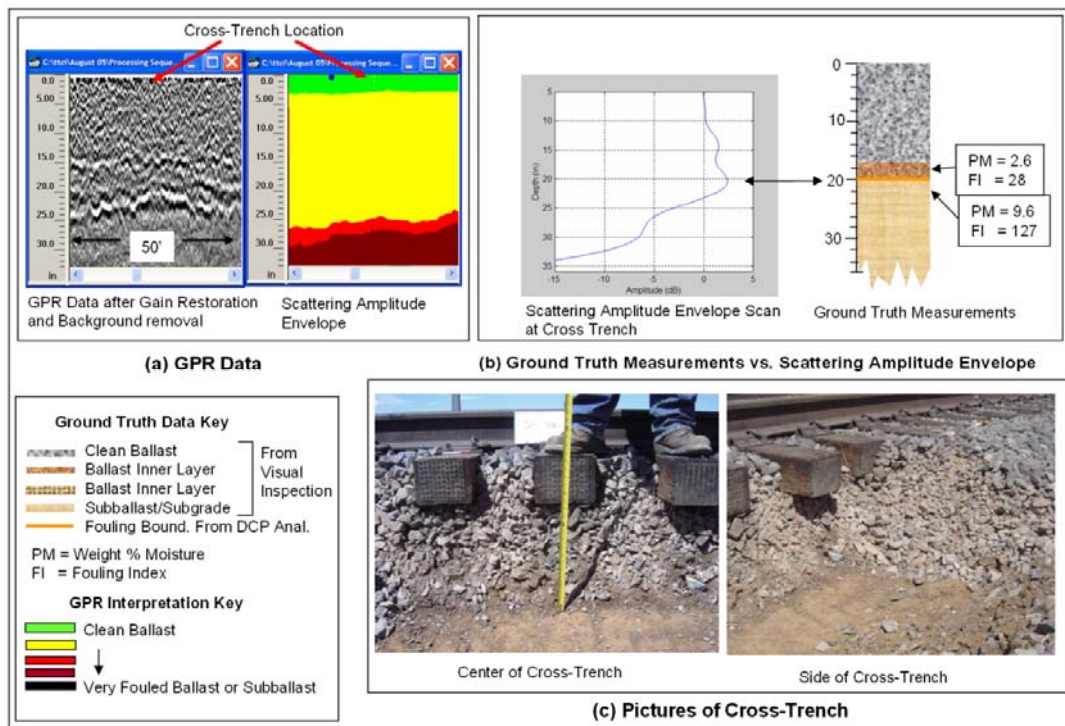 Cross-Trench Location
C:\ttci\August 05\Processing Seque...
C:\ttci\August 05\Processing Seque...
0.0
5.00
10.0
15.0
20.0
25.0
30.0
in
50'
0.0
5.00
10.0
15.0
20.0
25.0
30.0
in
GPR Data after Gain Restoration
and Background removal
Scattering Amplitude
Envelope
(a) GPR Data
5
10
15
20
25
30
35
Depth (in)
-15
-10
-5
0
5
Amplitude (dB)
Scattering Amplitude Envelope Scan
at Cross Trench
0
10
20
30
PM = 2.6
FI = 28
PM = 9.6
FI = 127
Ground Truth Measurements
(b) Ground Truth Measurements vs. Scattering Amplitude Envelope
Ground Truth Data Key
Clean Ballast
Ballast Inner Layer
Ballast Inner Layer
Subballast/Subgrade
From
Visual
Inspection
Fouling Bound. From DCP Anal.
PM = Weight % Moisture
FI = Fouling Index
GPR Interpretation Key
Clean Ballast
Very Fouled Ballast or Subballast
Center of Cross-Trench
Side of Cross-Trench
(c) Pictures of Cross-Trench